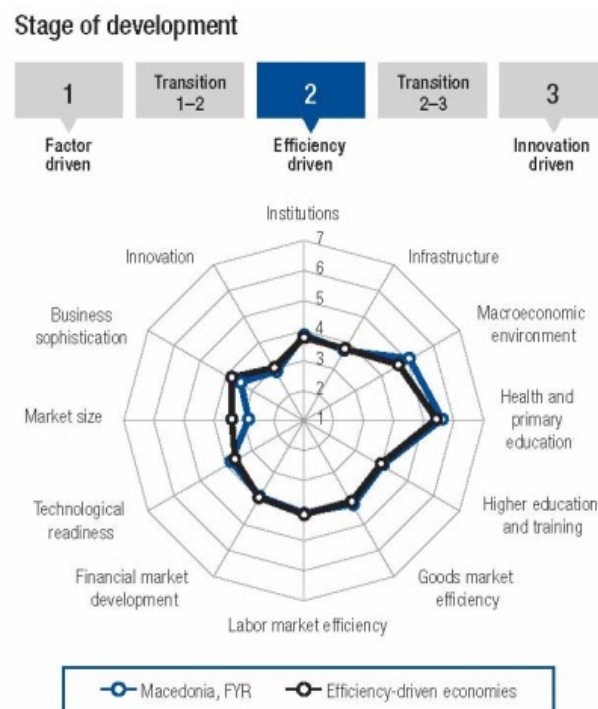 Stage of development
1
Transition
1–2
2
Transition
2–3
3
Factor
driven
Efficiency
driven
Innovation
driven
Institutions
7
6
5
4
3
2
1
Infrastructure
Macroeconomic
environment
Health and
primary
education
Higher education
and training
Goods market
efficiency
Labor market efficiency
Financial market
development
Technological
readiness
Market size
Business
sophistication
Innovation
Macedonia, FYR
Efficiency-driven economies